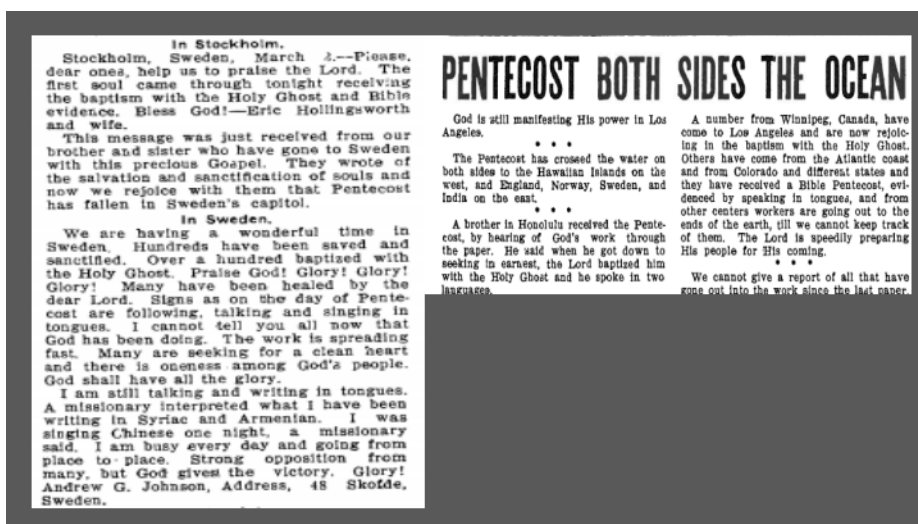 In Stockholm.
Stockholm, Sweden, March 2.--Please,
dear ones, help us to praise the Lord. The
first soul came through tonight receiving
the baptism with the Holy Ghost and Bible
evidence. Bless God!—Eric Hollingsworth
and wife.
This message was just received from our
brother and sister who have gone to Sweden
with this precious Gospel. They wrote of
the salvation and sanctification of souls and
now we rejoice with them that Pentecost
has fallen in Sweden's capitol.
In Sweden.
We are having a wonderful time in
Sweden. Hundreds have been saved and
sanctified. Over a hundred baptized with
the Holy Ghost. Praise God! Glory! Glory!
Glory! Many have been healed by the
dear Lord. Signs as on the day of Pente-
cost are following, talking and singing in
tongues. I cannot tell you all now that
God has been doing. The work is spreading
fast. Many are seeking for a clean heart
and there is oneness among God's people.
God shall have all the glory.
I am still talking and writing in tongues.
A missionary interpreted what I have been
writing in Syriac and Armenian. I was
singing Chinese one night, a missionary
said. I am busy every day and going from
place to place. Strong opposition from
many, but God gives the victory. Glory!
Andrew G. Johnson, Address, 48 Skofde,
Sweden.
PENTECOST BOTH SIDES THE OCEAN
God is still manifesting His power in Los
Angeles.
* * *
The Pentecost has crossed the water on
both sides to the Hawaiian Islands on the
west, and England, Norway, Sweden, and
India on the east.
* * *
A brother in Honolulu received the Pente-
cost, by hearing of God's work through
the paper. He said when he got down to
seeking in earnest, the Lord baptized him
with the Holy Ghost and he spoke in two
languages.
A number from Winnipeg, Canada, have
come to Los Angeles and are now rejoic-
ing in the baptism with the Holy Ghost.
Others have come from the Atlantic coast
and from Colorado and different states and
they have received a Bible Pentecost, evi-
denced by speaking in tongues, and from
other centers workers are going out to the
ends of the earth, till we cannot keep track
of them. The Lord is speedily preparing
His people for His coming.
* * *
We cannot give a report of all that have
gone out into the work since the last paper.